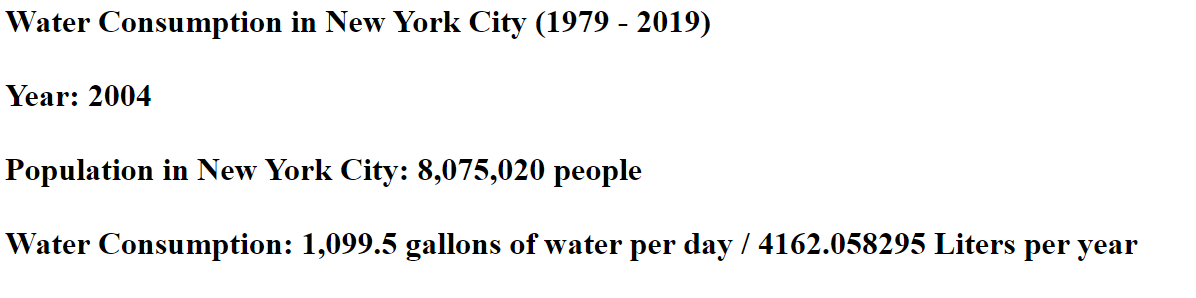 Water Consumption in New York City (1979 - 2019)
Year: 2004
Population in New York City: 8,075,020 people
Water Consumption: 1,099.5 gallons of water per day / 4162.058295 Liters per year